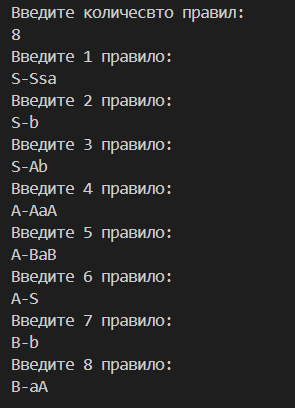 Введите количесвто правил:
8
Введите 1 правило:
S-Ssa
Введите 2 правило:
S-b
Введите 3 правило:
S-Ab
Введите 4 правило:
A-AaA
Введите 5 правило:
A-BaB
Введите 6 правило:
A-S
Введите 7 правило:
B-b
Введите 8 правило:
B-aA